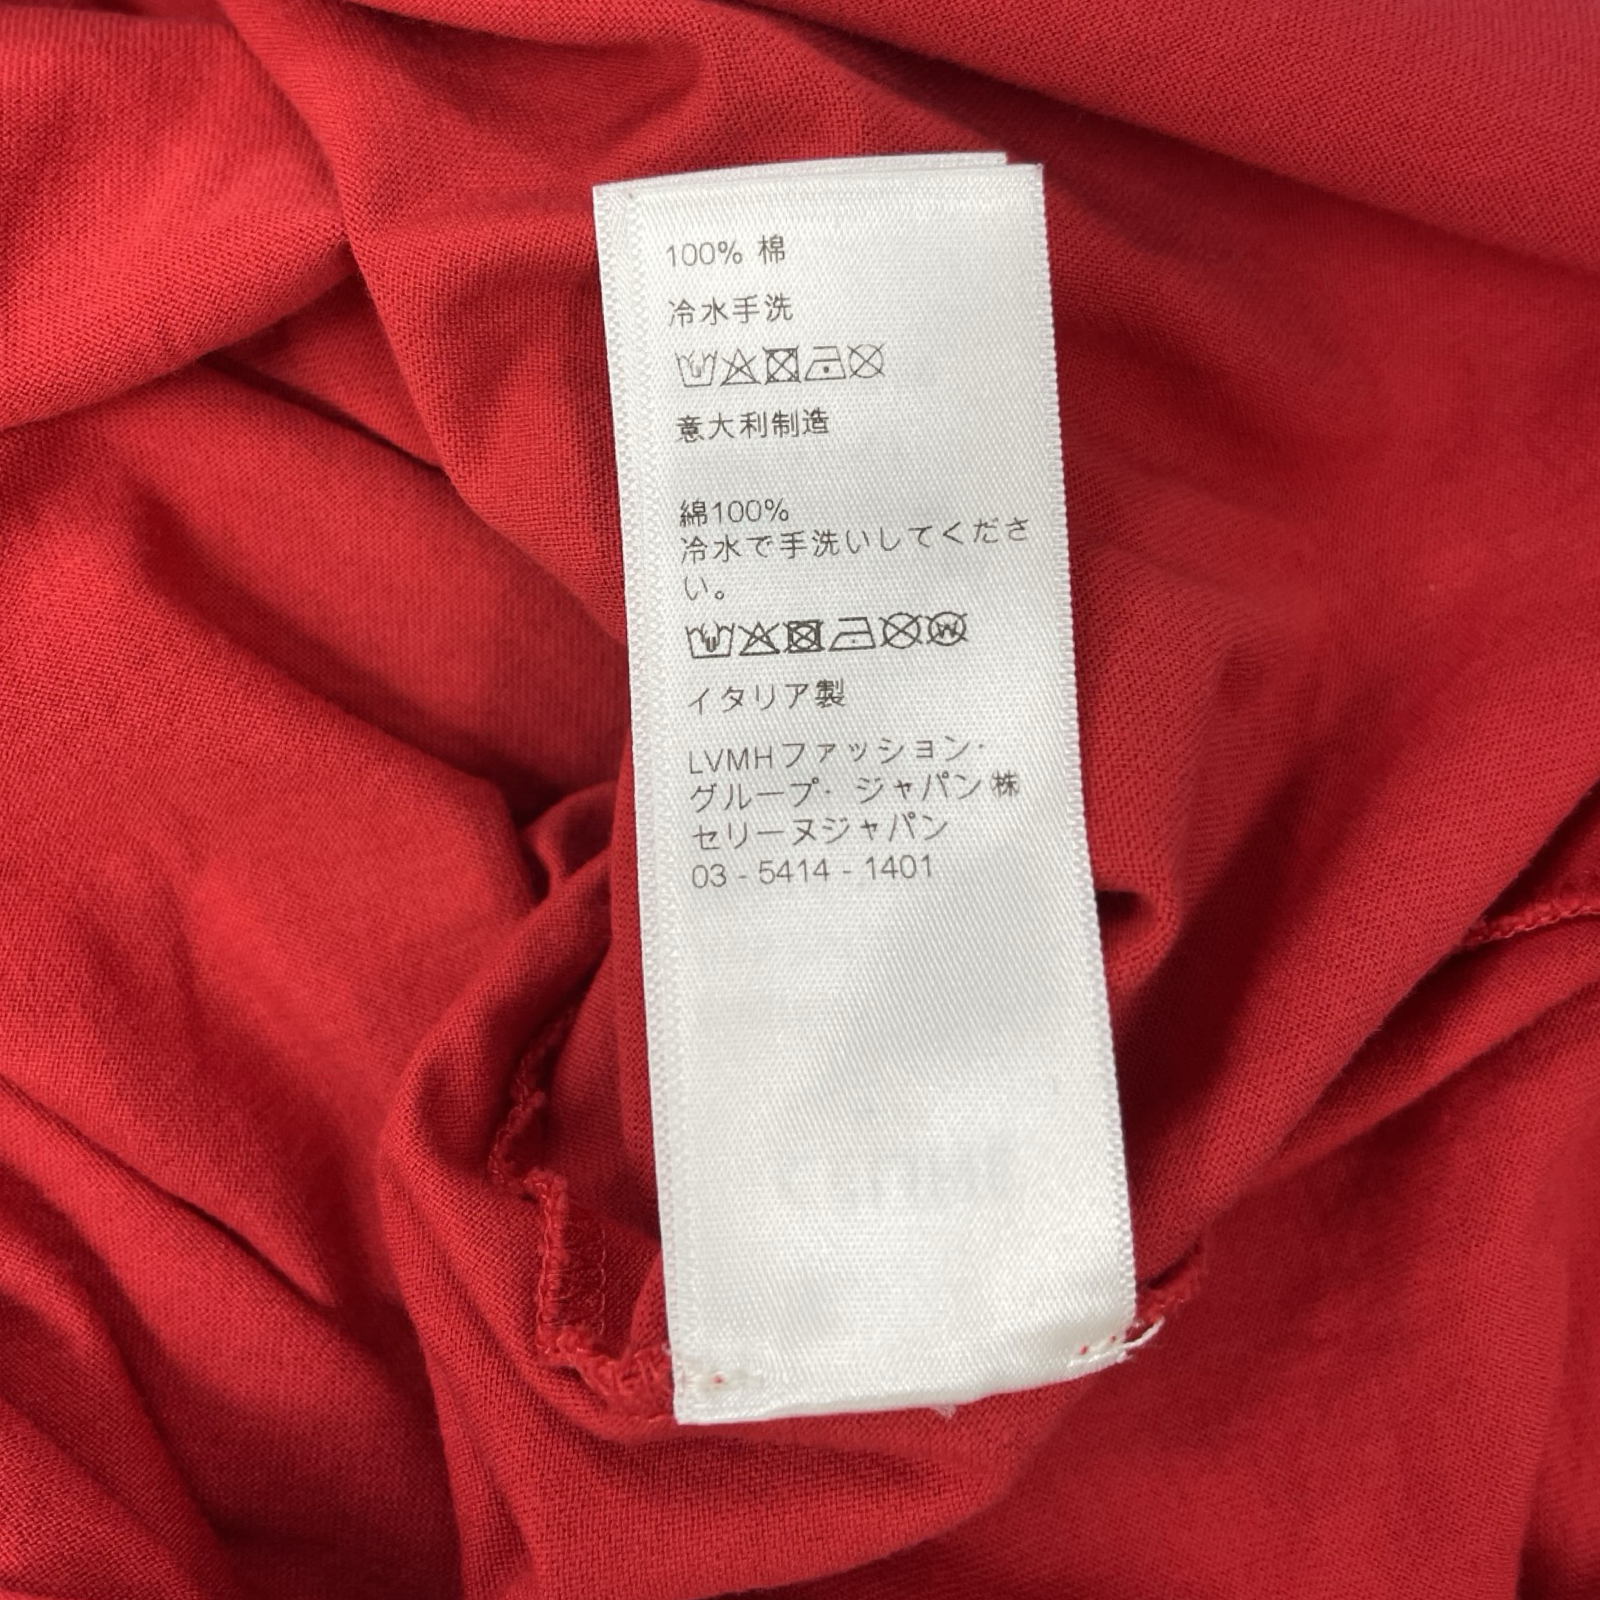 100% 棉
冷水手洗
意大利制造
綿100%
冷水で手洗いしてくださ
い。
W
イタリア製
LVMHファッション·
グループ· ジャパン 株
セリーヌジャパン
03 - 5414 - 1401